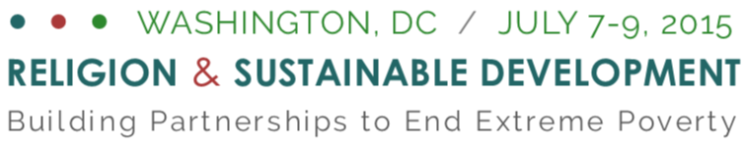 WASHINGTON, DC / JULY 7-9, 2015
RELIGION & SUSTAINABLE DEVELOPMENT
Building Partnerships to End Extreme Poverty